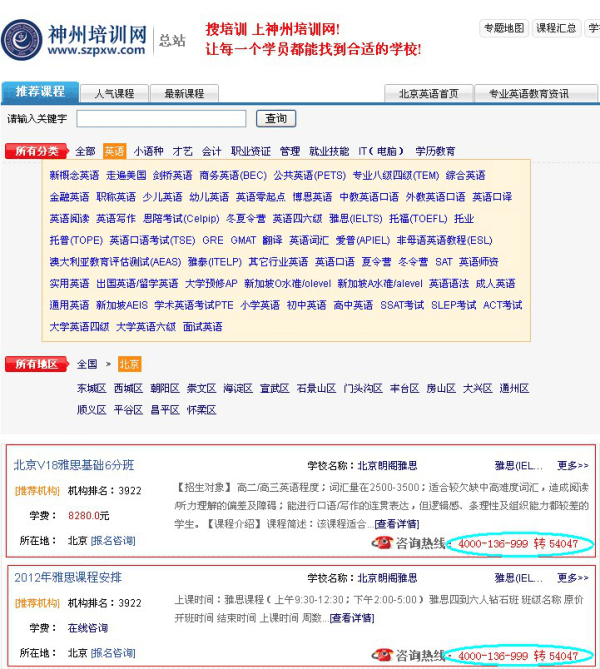 神州培训网
www.szpxw.com
总站
搜培训 上神州培训网!
让每一个学员都能找到合适的学校!
专题地图 课程汇总
推荐课程 人气课程 最新课程 北京英语首页 专业英语教育资讯
请输入关键字 查询
所有分类 全部 英语 小语种 才艺 会计 职业资证 管理 就业技能 IT(电脑) 学历教育
新概念英语 走遍美国 剑桥英语 商务英语(BEC) 公共英语(PETS) 专业八级四级(TEM) 综合英语
金融英语 职称英语 少儿英语 幼儿英语 英语零起点 博思英语 中教英语口语 外教英语口语 英语口译
英语阅读 英语写作 思陪考试(Celpip) 冬夏令营 英语四六级 雅思(IELTS) 托福(TOEFL) 托业
托普(TOPE) 英语口语考试(TSE) GRE GMAT 翻译 英语词汇 爱普(APIEL) 非母语英语教程(ESL)
澳大利亚教育评估测试(AEAS) 雅泰(ITELP) 其它行业英语 英语口语 夏令营 冬令营 SAT 英语师资
实用英语 出国英语/留学英语 大学预修AP 新加坡O水准/olevel 新加坡A水准/alevel 英语语法 成人英语
通用英语 新加坡AEIS 学术英语考试PTE 小学英语 初中英语 高中英语 SSAT考试 SLEP考试 ACT考试
大学英语四级 大学英语六级 面试英语
所有地区 全国 » 北京
东城区 西城区 朝阳区 崇文区 海淀区 宣武区 石景山区 门头沟区 丰台区 房山区 大兴区 通州区
顺义区 平谷区 昌平区 怀柔区
北京V18雅思基础6分班 学校名称：北京朗阁雅思 雅思(IEL... 更多>>
[推荐机构] 机构排名：3922
学费： 8280.0元
所在地： 北京 [报名咨询]
【招生对象】 高二/高三英语程度；词汇量在2500-3500；适合较欠缺中高难度词汇，造成阅读
/听力理解的偏差及障碍；能进行口语/写作的连贯表达，但逻辑感、条理性及组织能力都较差的
学生。【课程介绍】 课程简述：该课程适合...[查看详情]
咨询热线：4000-136-999 转 54047
2012年雅思课程安排 学校名称：北京朗阁雅思 雅思(IEL... 更多>>
[推荐机构] 机构排名：3922
学费： 在线咨询
所在地： 北京 [报名咨询]
上课时间：雅思课程（上午9:30-12:30；下午2:00-5:00） 雅思四到六人钻石班 班级名称 原价
开班时间 结束时间 上课时间 周数...[查看详情]
咨询热线：4000-136-999 转 54047